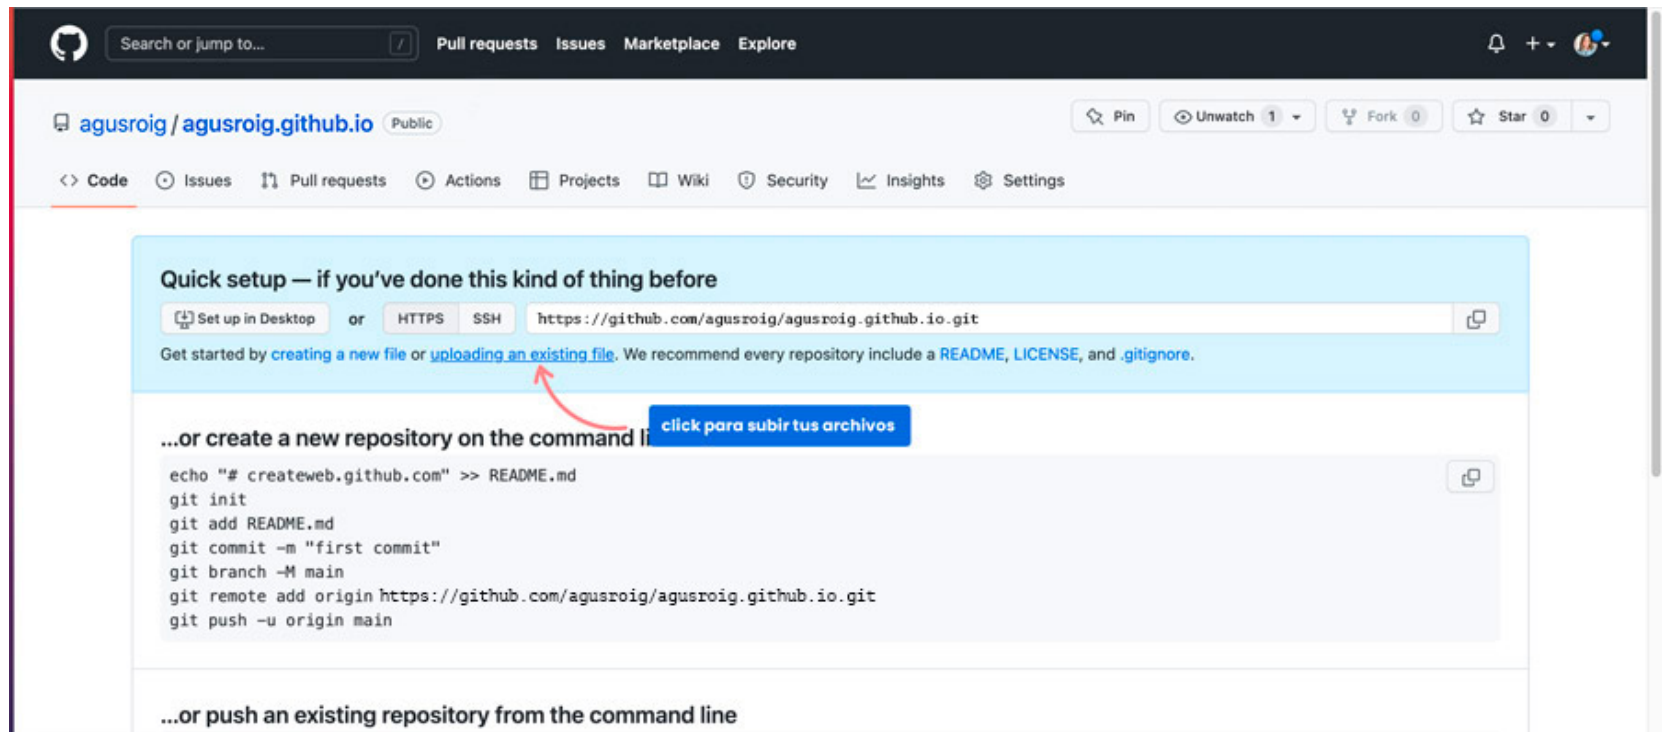 Search or jump to... / Pull requests Issues Marketplace Explore
agusroig / agusroig.github.io Public Pin Unwatch 1 Fork 0 Star 0
<> Code Issues Pull requests Actions Projects Wiki Security Insights Settings
Quick setup — if you've done this kind of thing before
Set up in Desktop or HTTPS SSH https://github.com/agusroig/agusroig.github.io.git
Get started by creating a new file or uploading an existing file. We recommend every repository include a README, LICENSE, and .gitignore.
click para subir tus archivos
...or create a new repository on the command li
echo "# createweb.github.com" >> README.md
git init
git add README.md
git commit -m "first commit"
git branch -M main
git remote add origin https://github.com/agusroig/agusroig.github.io.git
git push -u origin main
...or push an existing repository from the command line